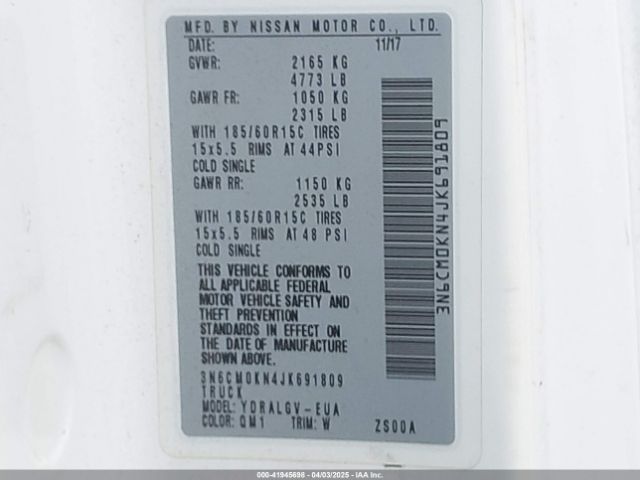 MFD. BY NISSAN MOTOR CO., LTD.
DATE: 11/17
GVWR: 2165 KG
4773 LB
GAWR FR: 1050 KG
2315 LB
WITH 185/60R15C TIRES
15x5.5 RIMS AT 44PSI
COLD SINGLE
GAWR RR: 1150 KG
2535 LB
WITH 185/60R15C TIRES
15x5.5 RIMS AT 48 PSI
COLD SINGLE
THIS VEHICLE CONFORMS TO
ALL APPLICABLE FEDERAL
MOTOR VEHICLE SAFETY AND
THEFT PREVENTION
STANDARDS IN EFFECT ON
THE DATE OF MANUFACTURE
SHOWN ABOVE.
3N6CM0KN4JK691809
TRUCK
MODEL: YDRALGV-EUA
COLOR: QM1 TRIM: W ZS00A
3N6CM0KN4JK691809
000-41945698 - 04/03/2025 - IAAI.COM